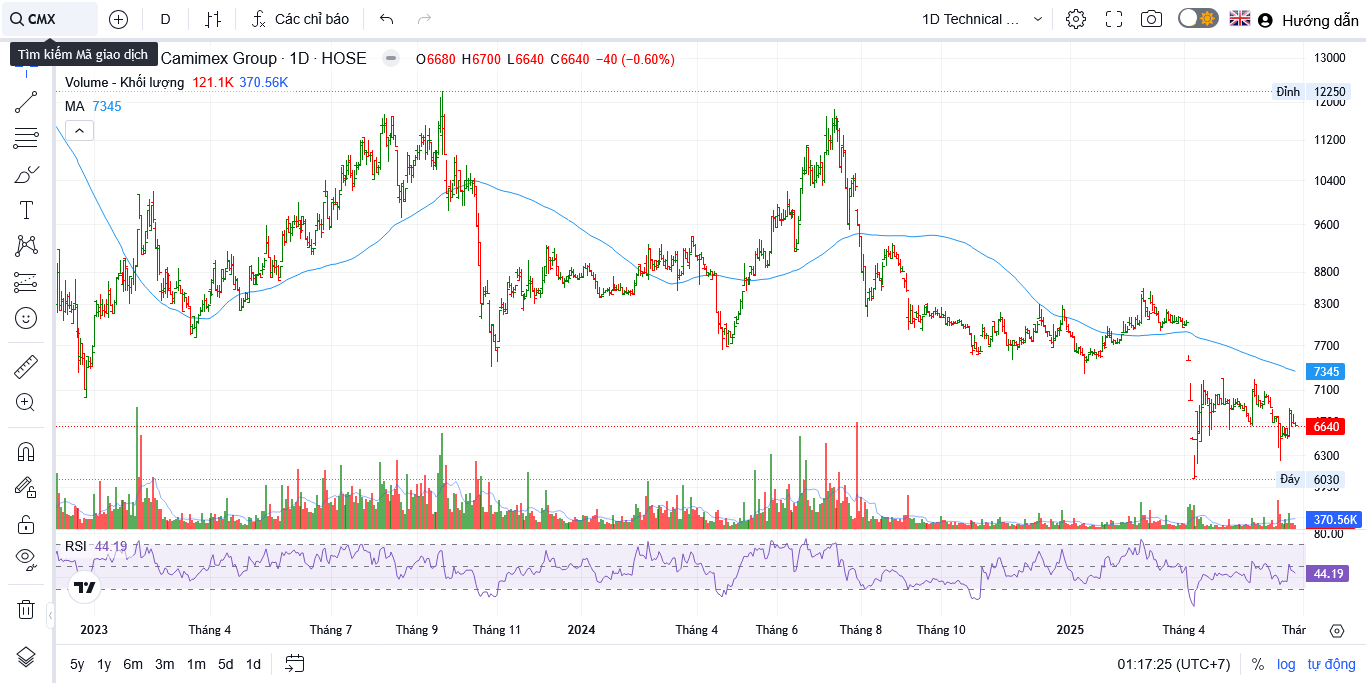 CMX
D
Các chỉ báo
1D Technical ...
Hướng dẫn
Tìm kiếm Mã giao dịch
Camimex Group · 1D · HOSE
O6680 H6700 L6640 C6640 −40 (−0.60%)
Volume - Khối lượng 121.1K 370.56K
MA 7345
13000
Đỉnh 12250
12000
11200
10400
9600
8800
8300
7700
7345
7100
6640
6300
Đáy 6030
370.56K
80.00
RSI 44.19
44.19
2023 Tháng 4 Tháng 7 Tháng 9 Tháng 11 2024 Tháng 4 Tháng 6 Tháng 8 Tháng 10 2025 Tháng 4 Thán
5y 1y 6m 3m 1m 5d 1d
01:17:25 (UTC+7) % log tự động